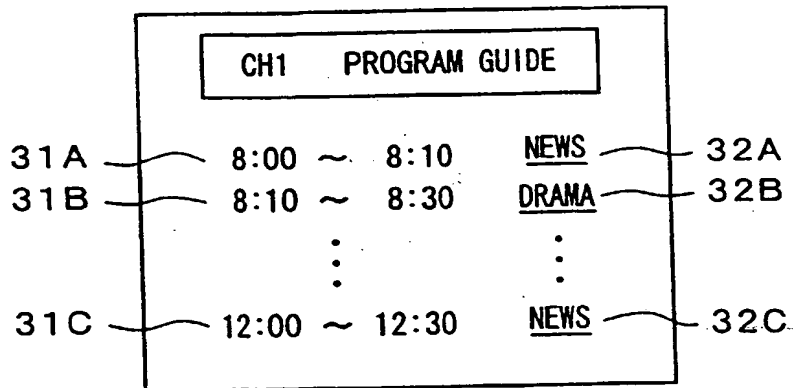 CH1 PROGRAM GUIDE
31A 8:00 ~ 8:10 NEWS 32A
31B 8:10 ~ 8:30 DRAMA 32B
31C 12:00 ~ 12:30 NEWS 32C